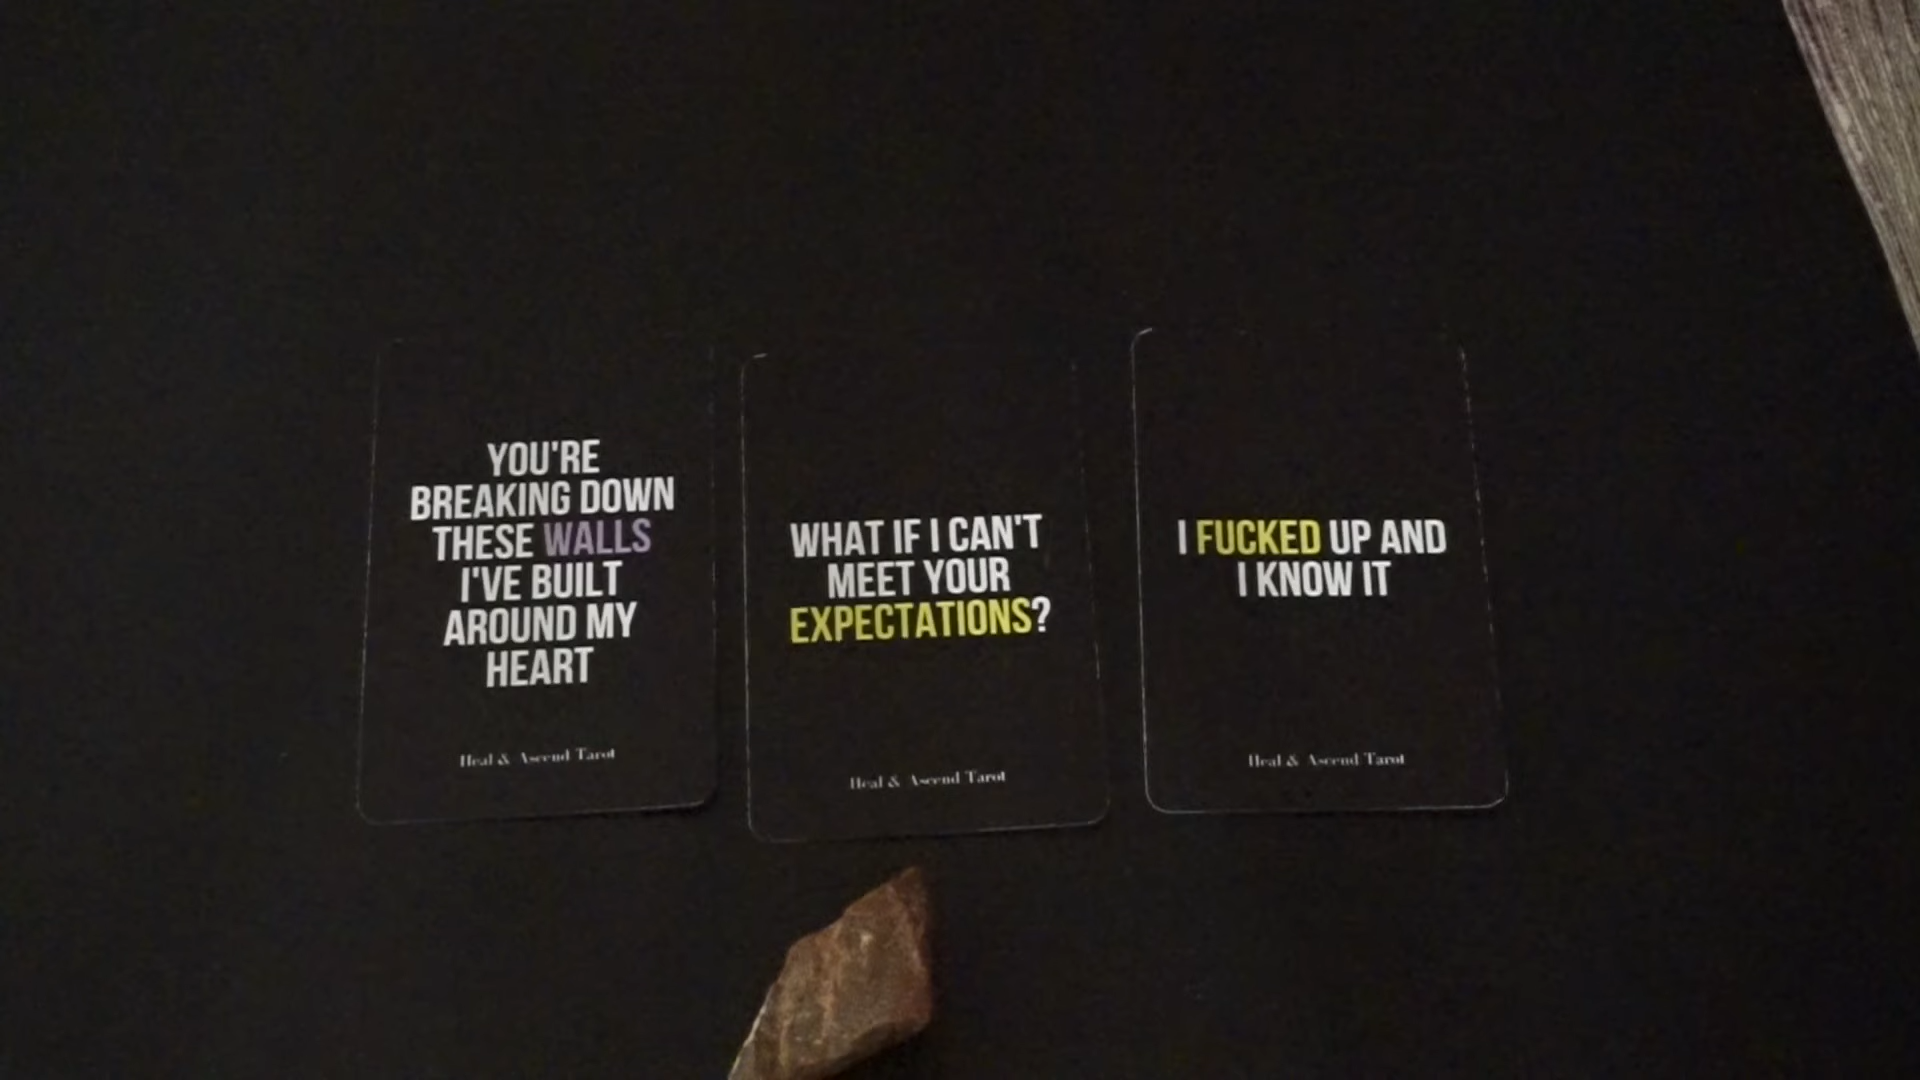 YOU'RE
BREAKING DOWN
THESE WALLS
I'VE BUILT
AROUND MY
HEART
Heal & Ascend Tarot
WHAT IF I CAN'T
MEET YOUR
EXPECTATIONS?
Heal & Ascend Tarot
I FUCKED UP AND
I KNOW IT
Heal & Ascend Tarot